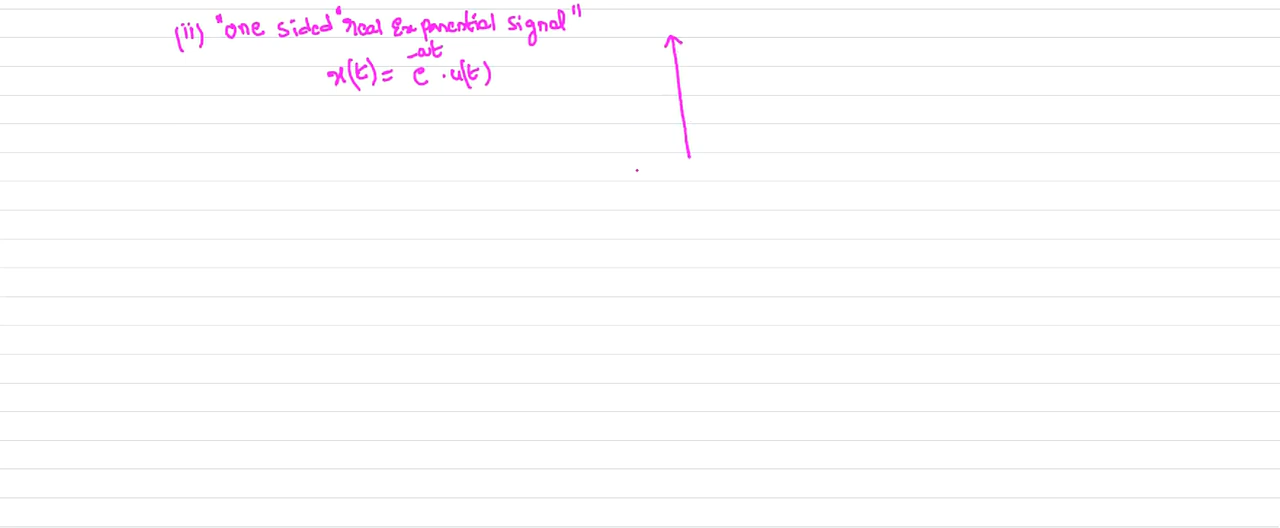 (ii) "one sided" real Exponential signal"
x(t) = e^{-at} . u(t)